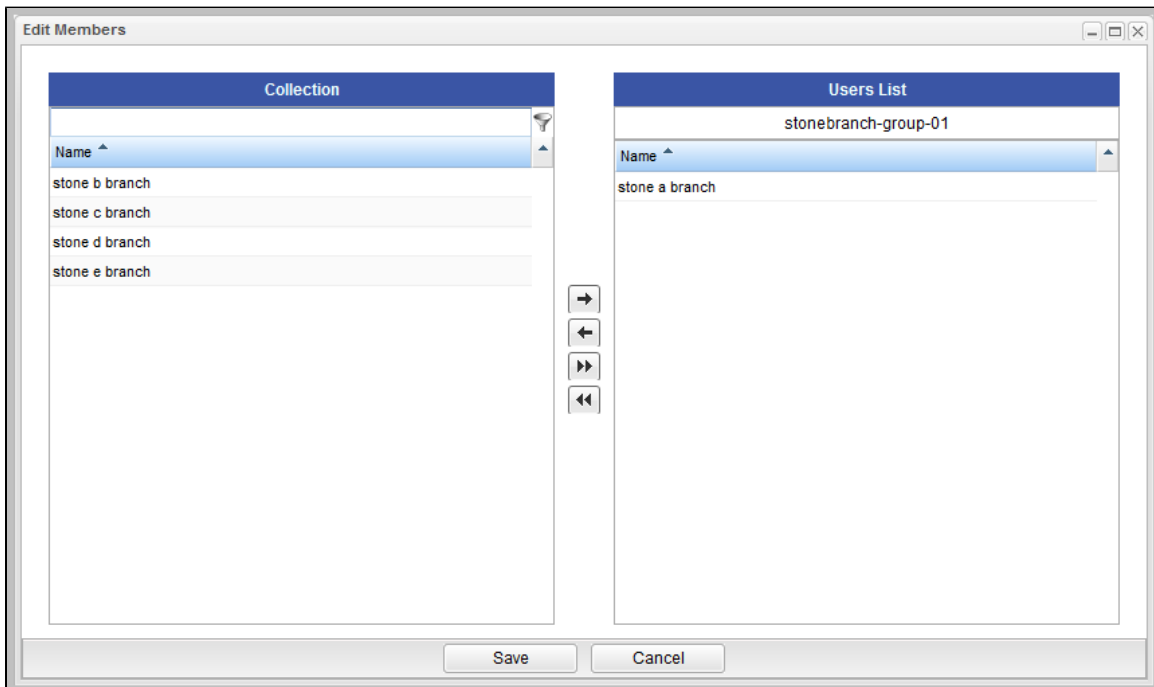 Edit Members
Collection
Name
stone b branch
stone c branch
stone d branch
stone e branch
Users List
stonebranch-group-01
Name
stone a branch
Save
Cancel